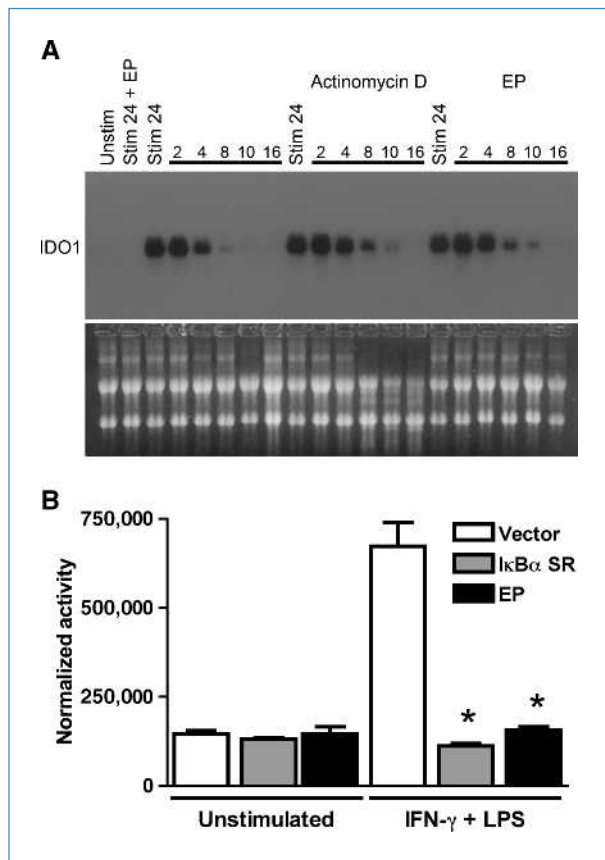 A
Actinomycin D EP
Unstim Stim 24 + EP Stim 24 2 4 8 10 16 Stim 24 2 4 8 10 16 Stim 24 2 4 8 10 16
IDO1
B
750,000
500,000
250,000
0
Normalized activity
Vector
IκBα SR
EP
* *
Unstimulated IFN-γ + LPS